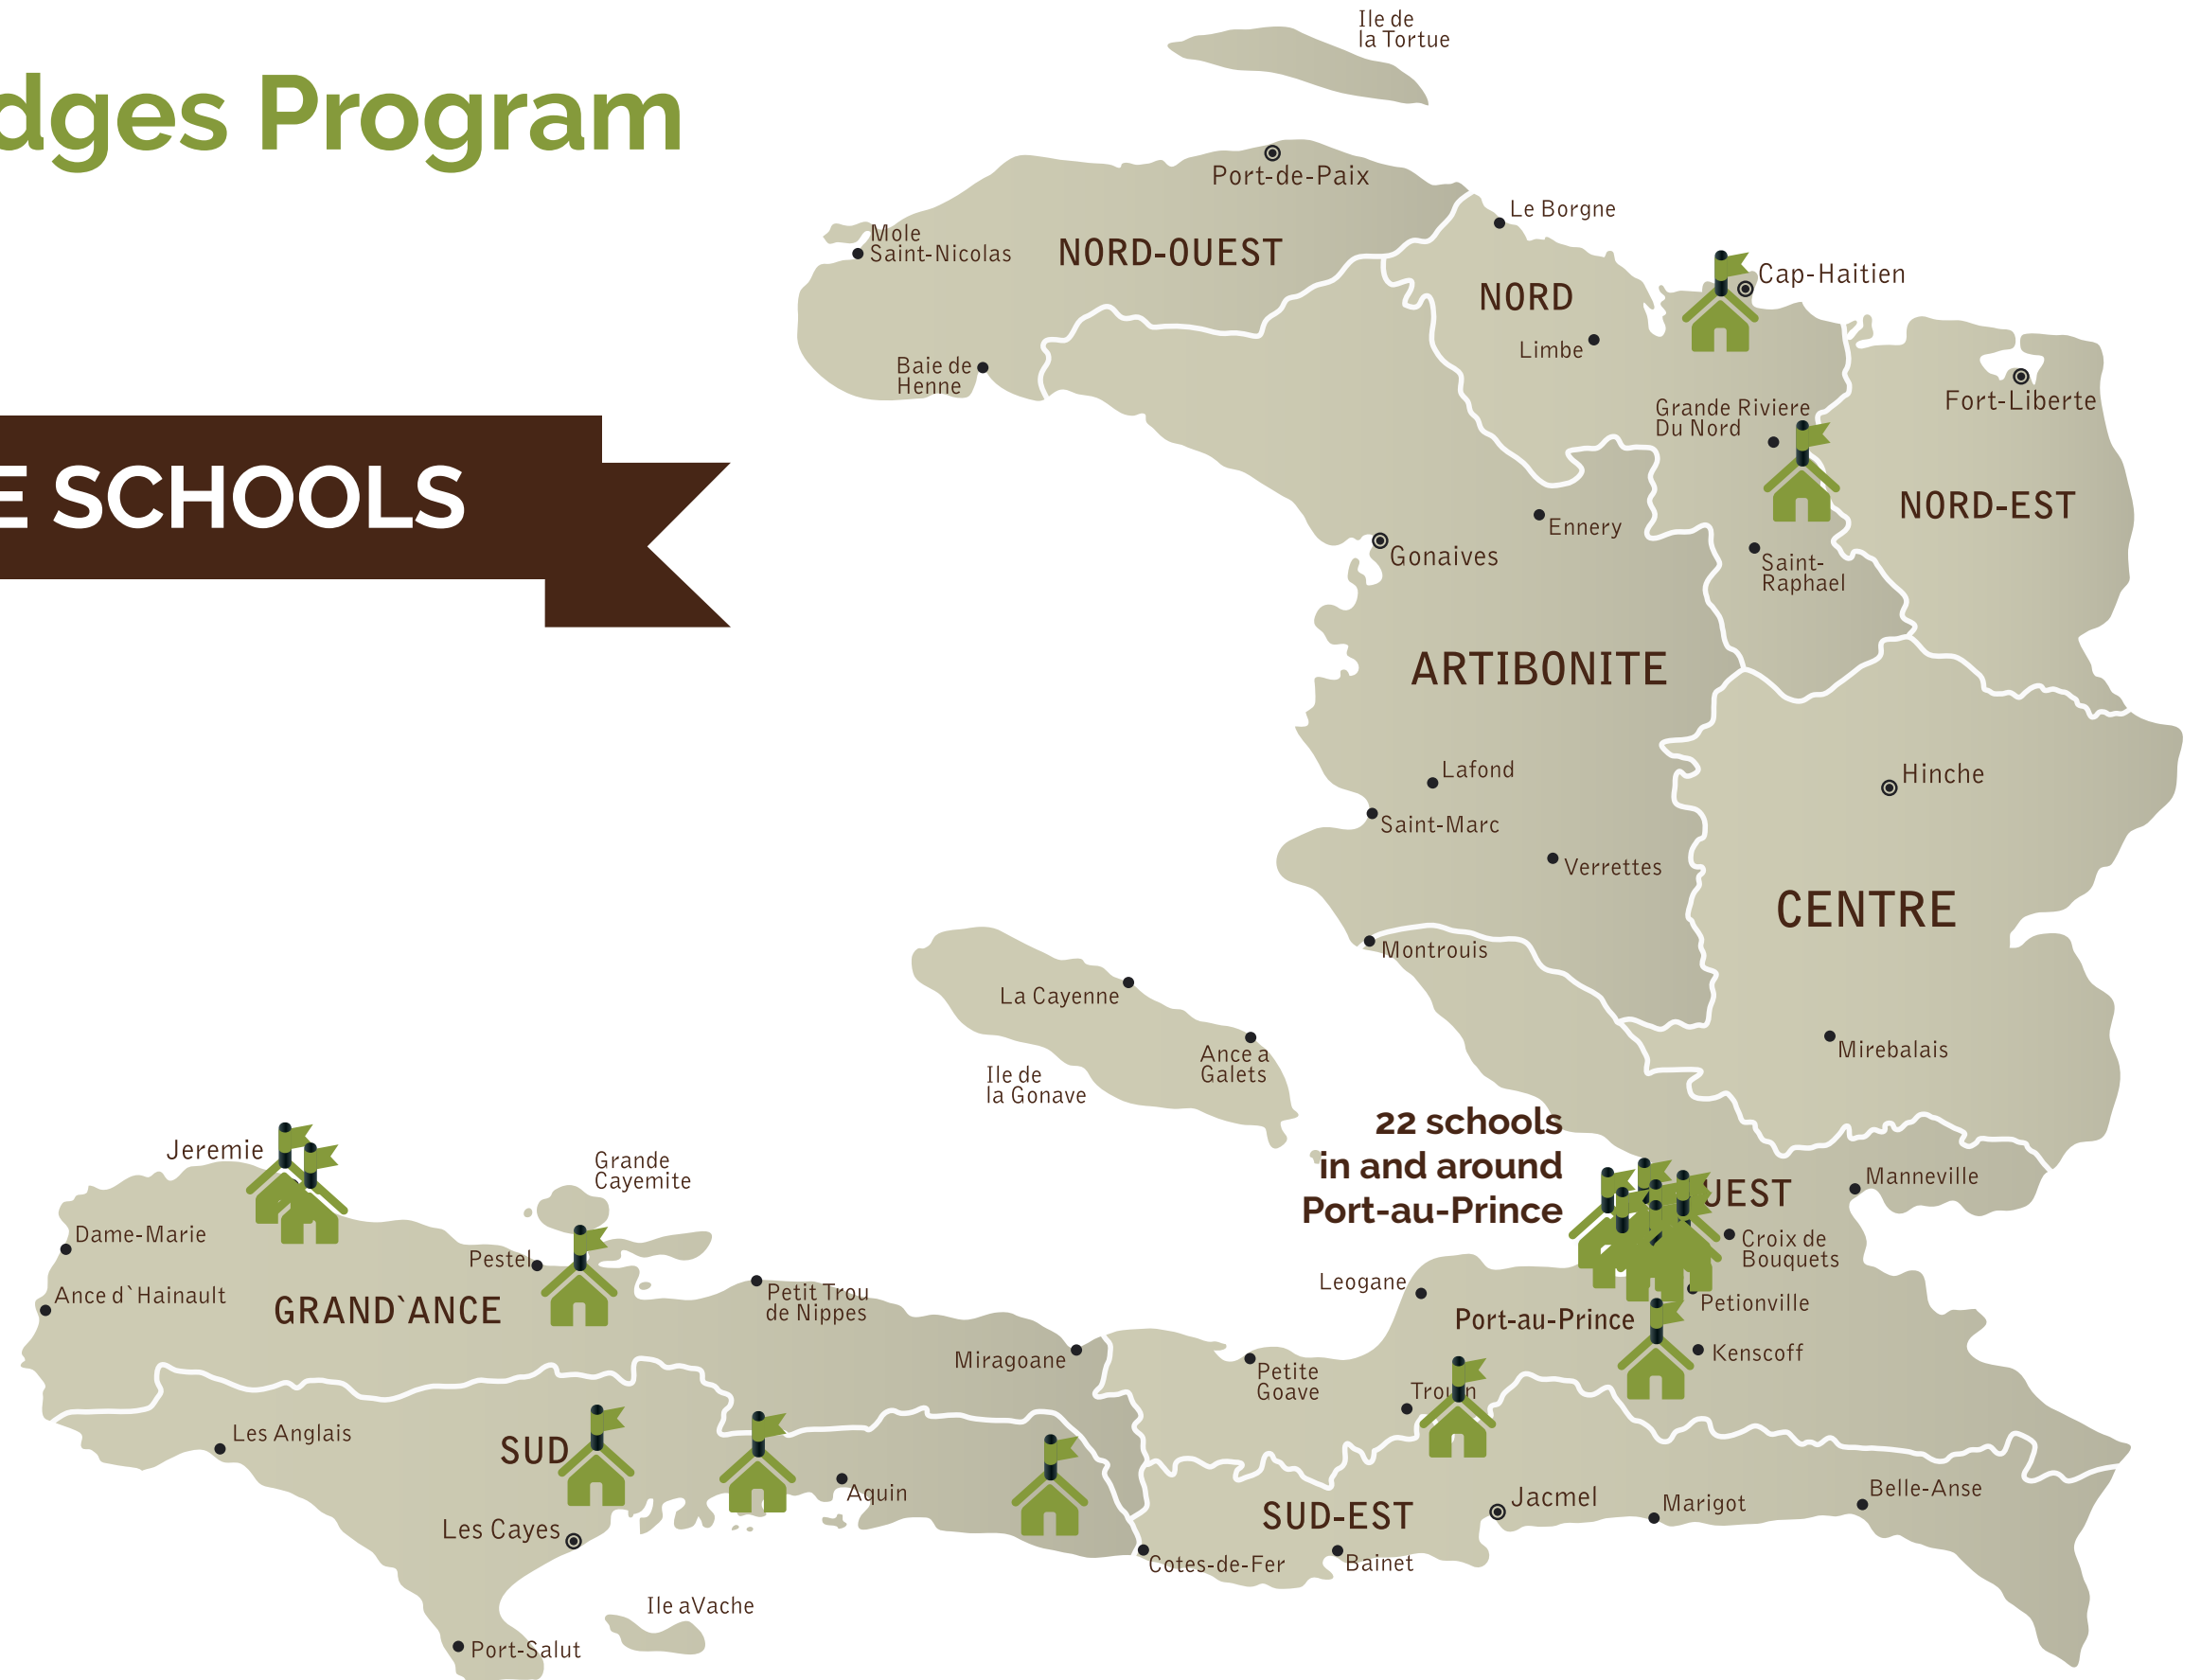 dges Program
E SCHOOLS
Ile de
la Tortue
Port-de-Paix
Le Borgne
Mole
Saint-Nicolas
NORD-OUEST
Cap-Haitien
NORD
Limbe
Baie de
Henne
Fort-Liberte
Grande Riviere
Du Nord
NORD-EST
Ennery
Gonaives
Saint-
Raphael
ARTIBONITE
Lafond
Hinche
Saint-Marc
Verrettes
CENTRE
Montrouis
La Cayenne
Ance a
Galets
Ile de
la Gonave
Mirebalais
22 schools
in and around
Port-au-Prince
Jeremie
Grande
Cayemite
Manneville
UEST
Dame-Marie
Pestel
Croix de
Bouquets
Ance d`Hainault
GRAND`ANCE
Petit Trou
de Nippes
Leogane
Petionville
Port-au-Prince
Miragoane
Kenscoff
Petite
Goave
Trouin
Les Anglais
SUD
Aquin
Jacmel
Marigot
Belle-Anse
SUD-EST
Les Cayes
Cotes-de-Fer
Bainet
Ile aVache
Port-Salut